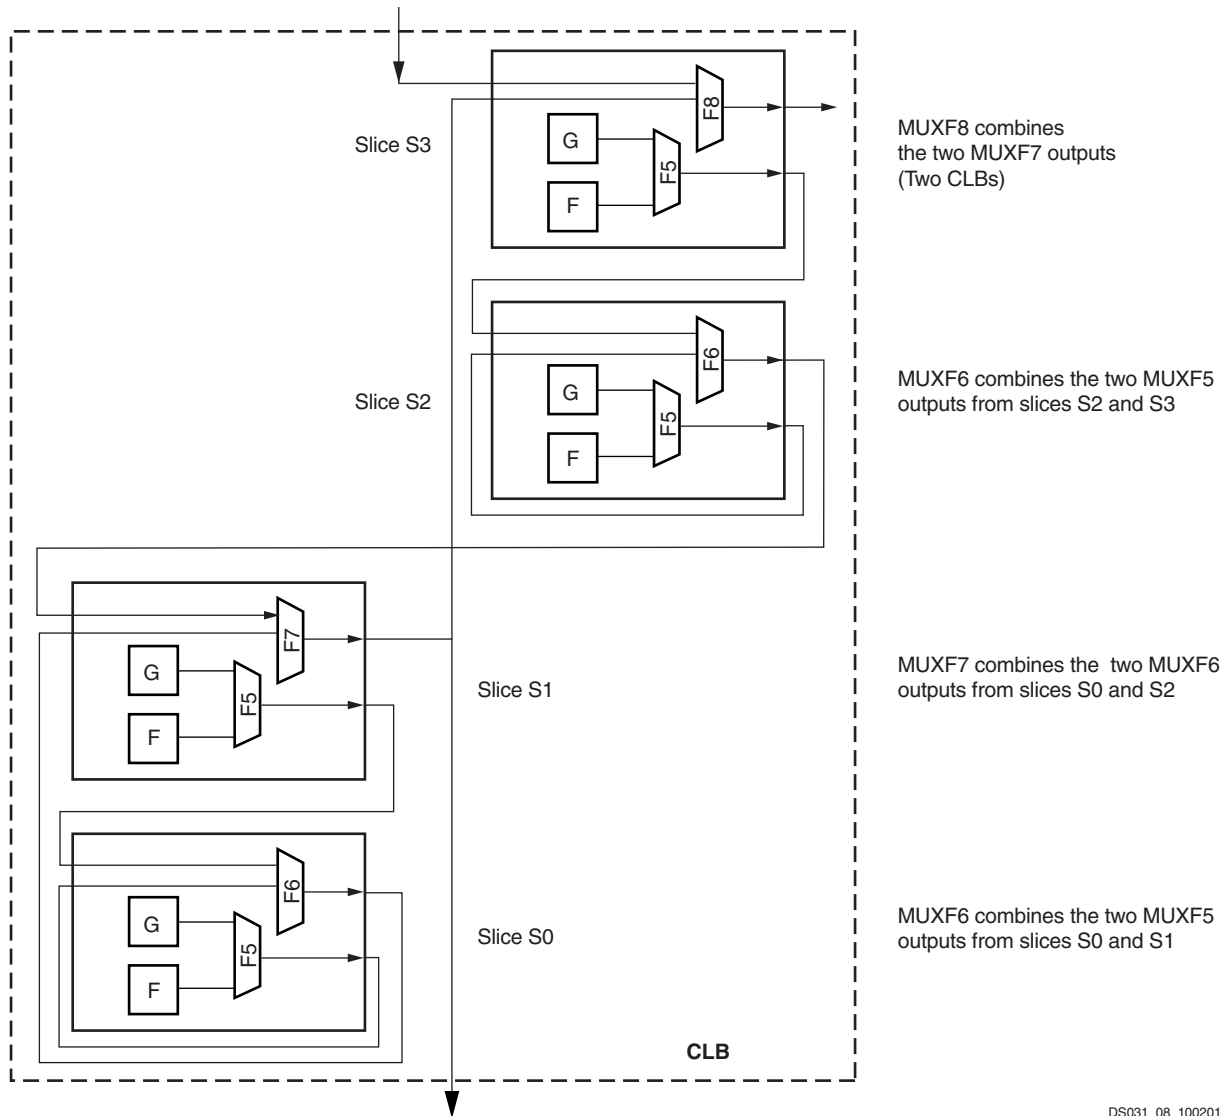 Slice S3
G
F
F5
F8
MUXF8 combines
the two MUXF7 outputs
(Two CLBs)
Slice S2
G
F
F5
F6
MUXF6 combines the two MUXF5
outputs from slices S2 and S3
G
F
F5
F7
Slice S1
MUXF7 combines the two MUXF6
outputs from slices S0 and S2
G
F
F5
F6
Slice S0
MUXF6 combines the two MUXF5
outputs from slices S0 and S1
CLB
DS031_08_100201